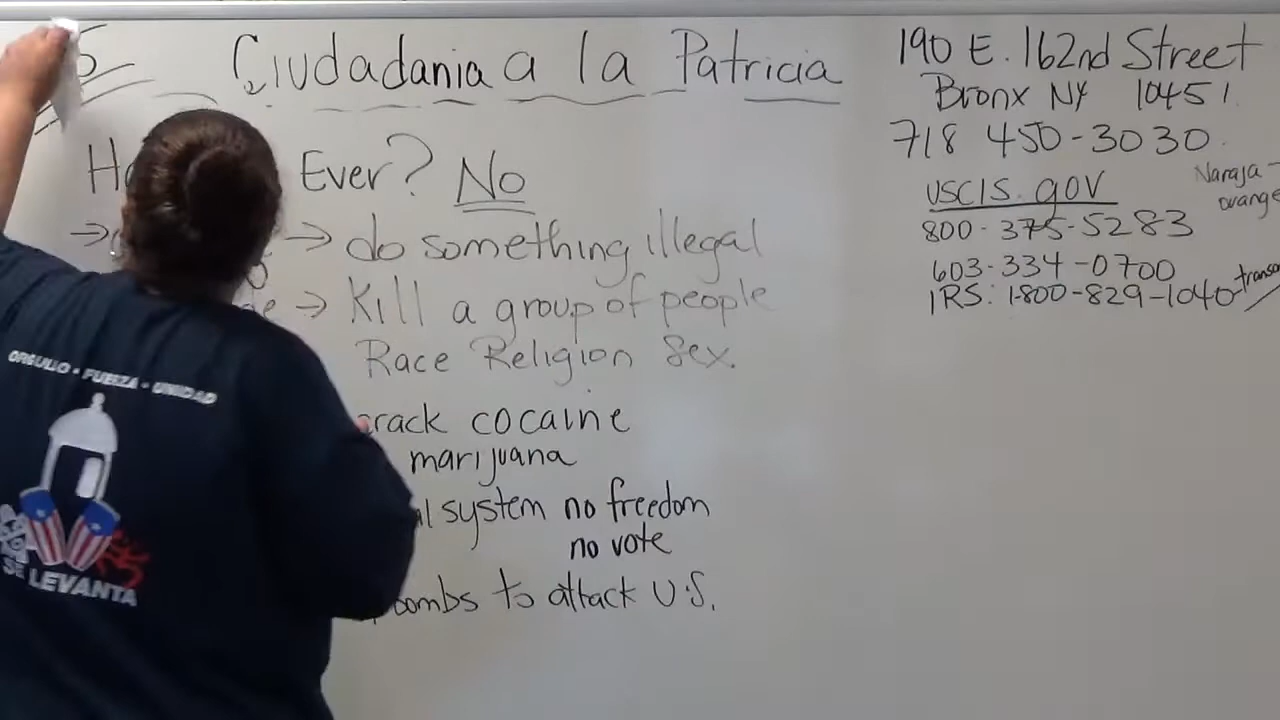 5 Ciudadania a la Patricia
Ever? No
→ do something illegal
→ Kill a group of people
Race Religion Sex.
crack cocaine
marijuana
system no freedom
no vote
bombs to attack U.S.
190 E. 162nd Street
Bronx NY 10451
718 450-3030
USCIS.gov
800-375-5283
603-334-0700
IRS: 1-800-829-1040
Naraja-
orange
ORGULLO • FUERZA • UNIDAD
SE LEVANTA